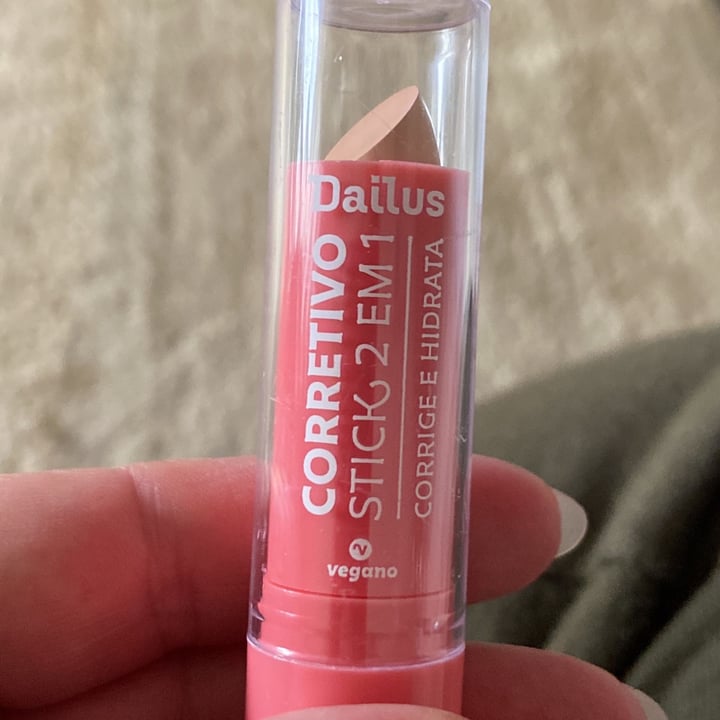 Dailus
CORRETIVO
STICK 2 EM 1
CORRIGE E HIDRATA
vegano